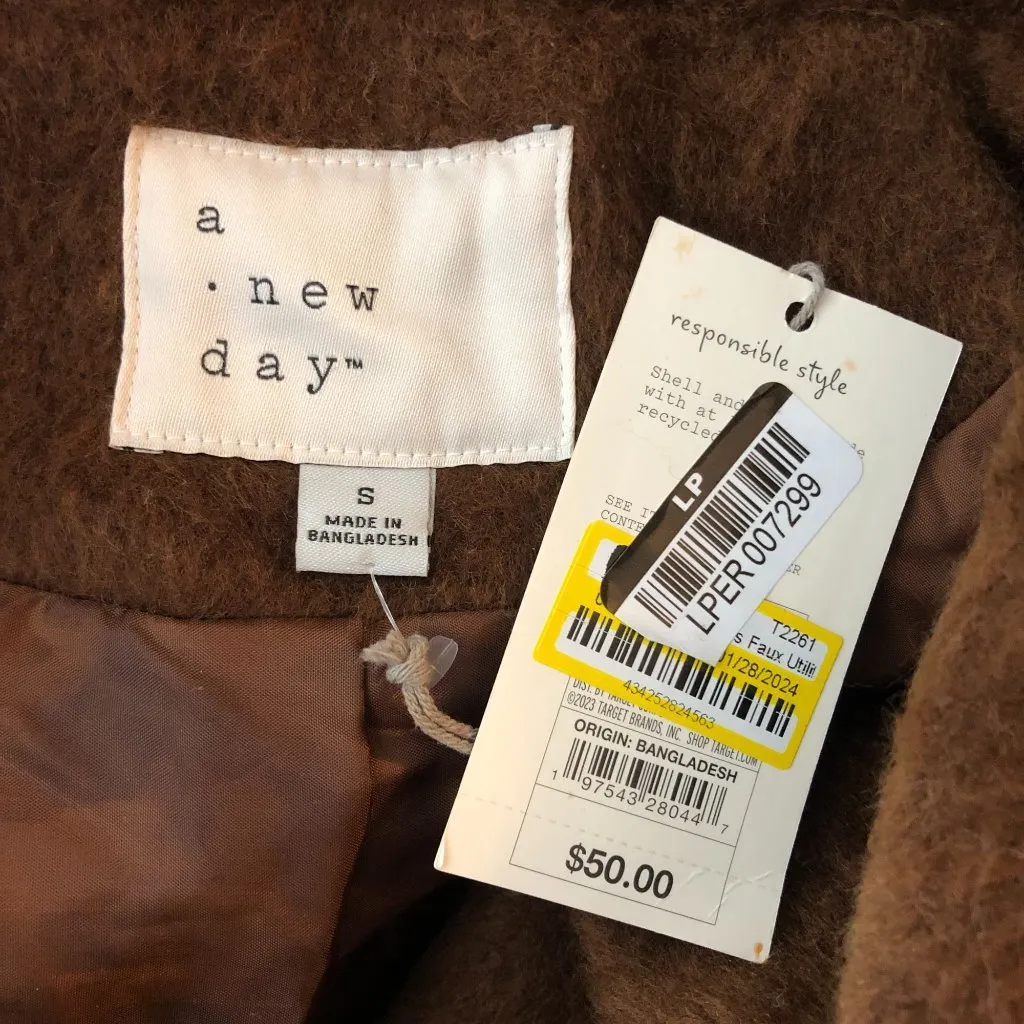 a
· new
day™
S
MADE IN
BANGLADESH
responsible style
Shell and
with at
recycled
SEE
CONTE
LP
LPER007299
T2261
s Faux Utili
01/28/2024
434252824563
DIST. BY TARGET
©2023 TARGET BRANDS, INC. SHOP TARGET.COM
ORIGIN: BANGLADESH
1 97543 28044 7
$50.00